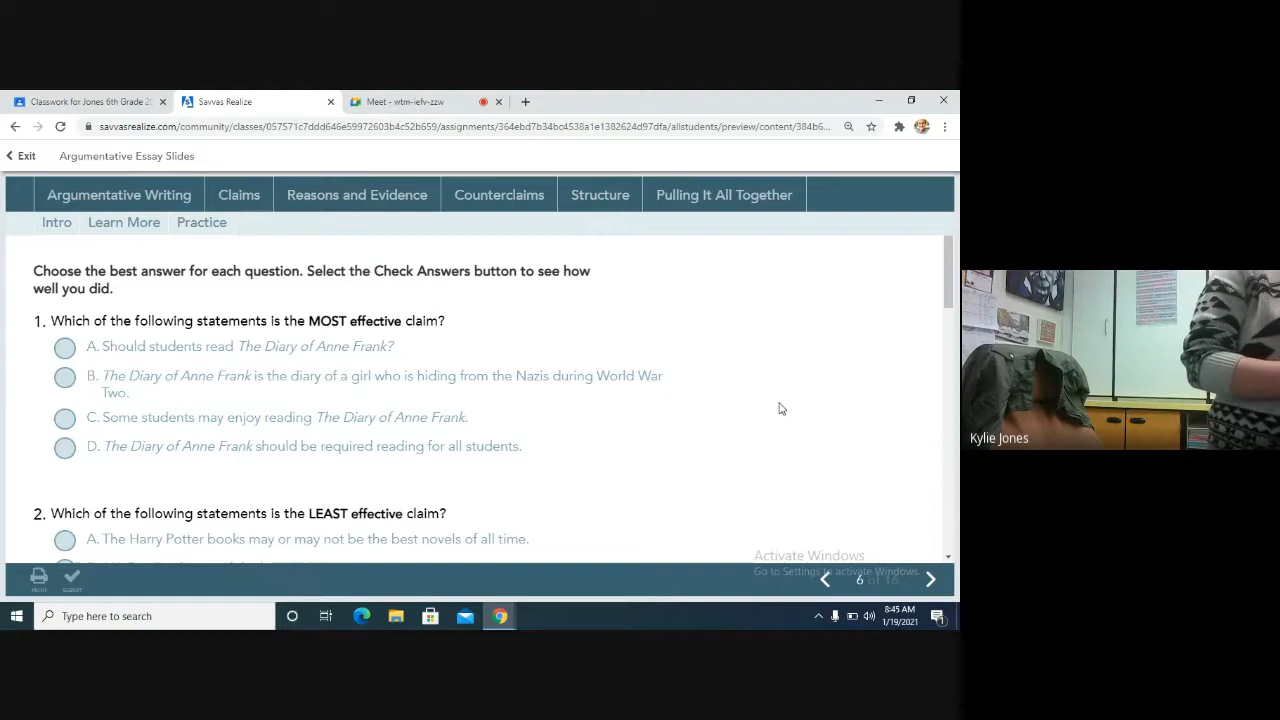 Classwork for Jones 6th Grade 2
Savvas Realize
Meet - wtm-iefv-zzw
savvasrealize.com/community/classes/057571c7ddd646e59972603b4c52b659/assignments/364ebd7b34bc4538a1e1382624d97dfa/allstudents/preview/content/384b6...
Exit
Argumentative Essay Slides
Argumentative Writing
Claims
Reasons and Evidence
Counterclaims
Structure
Pulling It All Together
Intro
Learn More
Practice
Choose the best answer for each question. Select the Check Answers button to see how
well you did.
1. Which of the following statements is the MOST effective claim?
A. Should students read The Diary of Anne Frank?
B. The Diary of Anne Frank is the diary of a girl who is hiding from the Nazis during World War
Two.
C. Some students may enjoy reading The Diary of Anne Frank.
D. The Diary of Anne Frank should be required reading for all students.
2. Which of the following statements is the LEAST effective claim?
A. The Harry Potter books may or may not be the best novels of all time.
Activate Windows
Go to Settings to activate Windows.
PRINT
SUBMIT
6 of 16
Type here to search
8:45 AM
1/19/2021
1
Kylie Jones